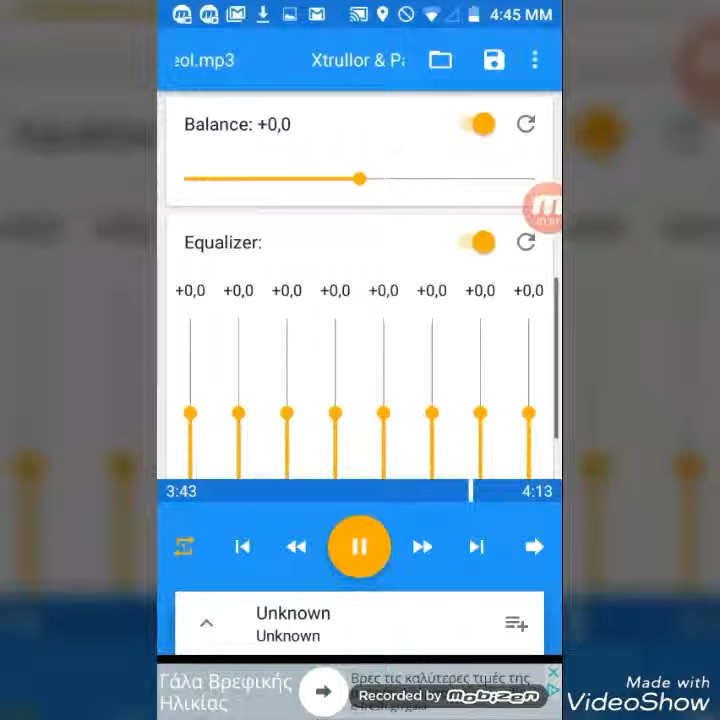 4:45 MM
eol.mp3 Xtrullor & Pa
Balance: +0,0
Equalizer:
+0,0 +0,0 +0,0 +0,0 +0,0 +0,0 +0,0 +0,0
3:43 4:13
Unknown
Unknown
Γάλα Βρεφικής
Ηλικίας
Βρες τις καλύτερες τιμές της
Recorded by mobizen
Made with
VideoShow